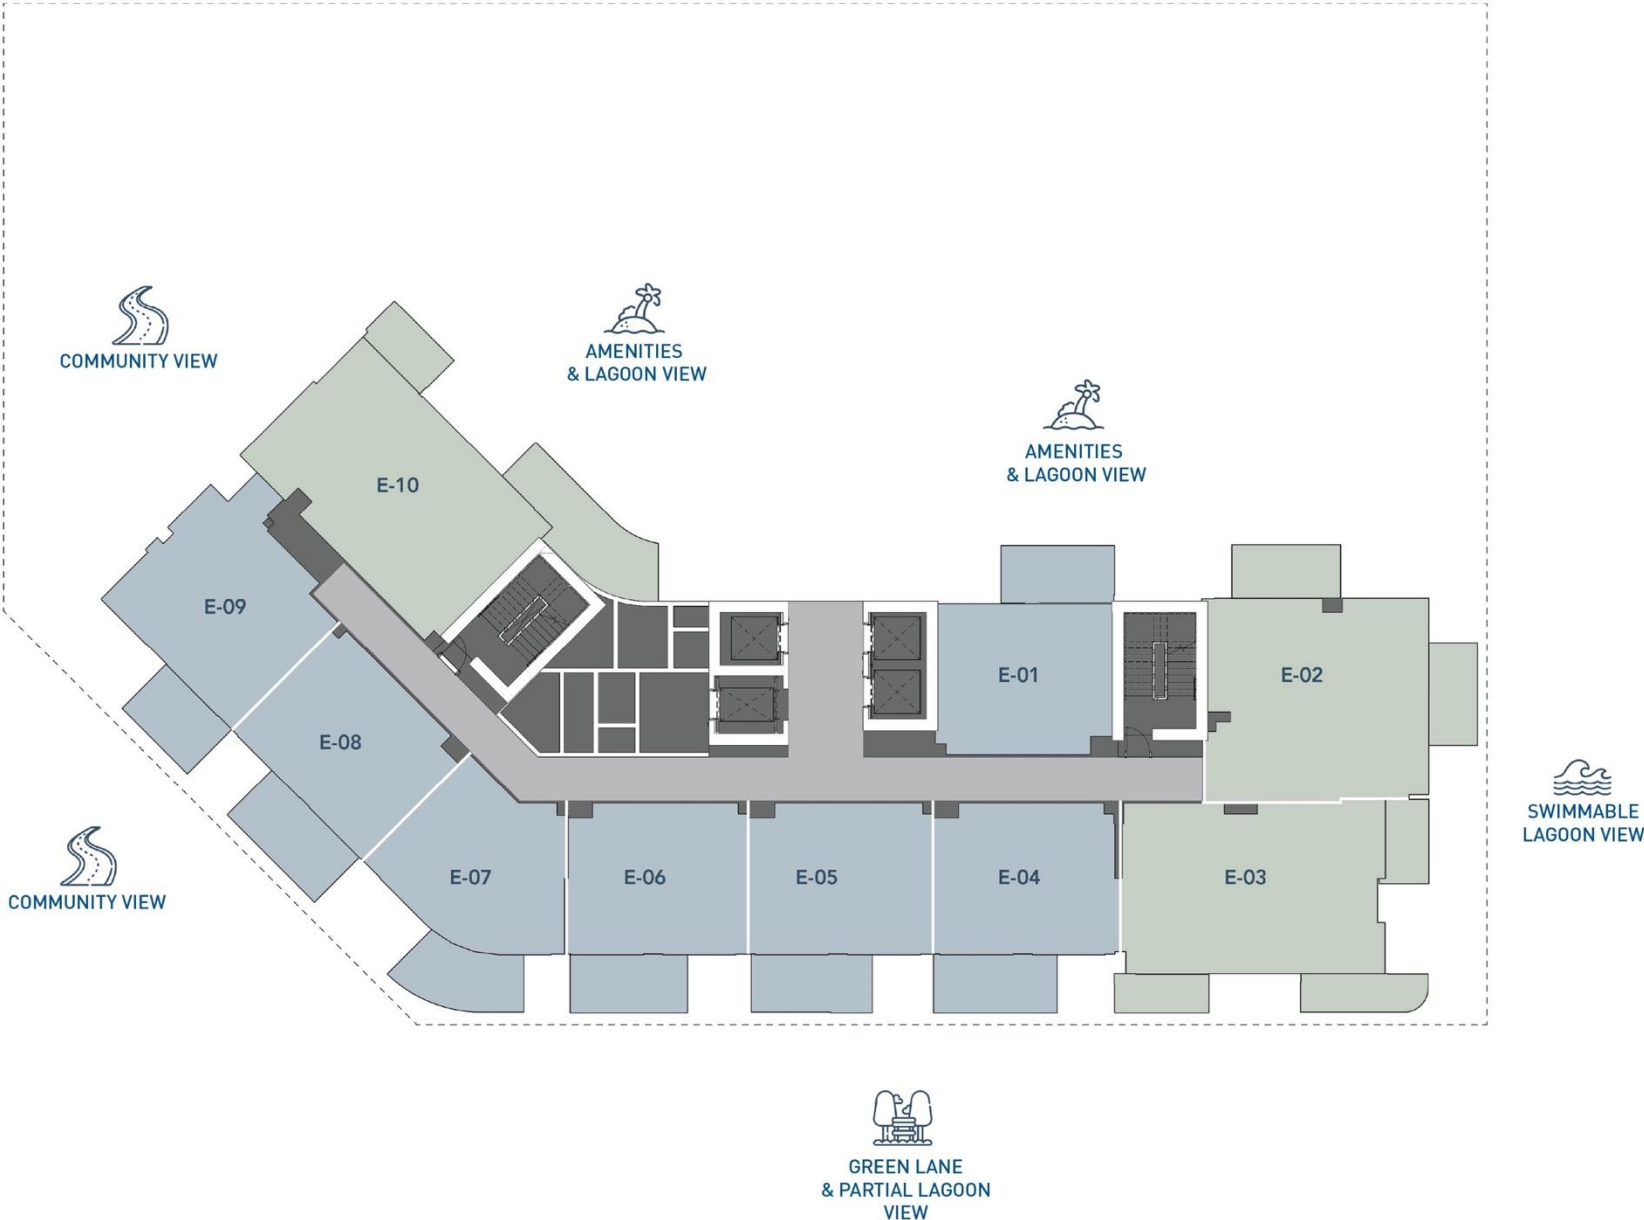 COMMUNITY VIEW
AMENITIES
& LAGOON VIEW
AMENITIES
& LAGOON VIEW
E-10
E-09
E-01
E-02
E-08
SWIMMABLE
LAGOON VIEW
E-07
E-06
E-05
E-04
E-03
COMMUNITY VIEW
GREEN LANE
& PARTIAL LAGOON
VIEW